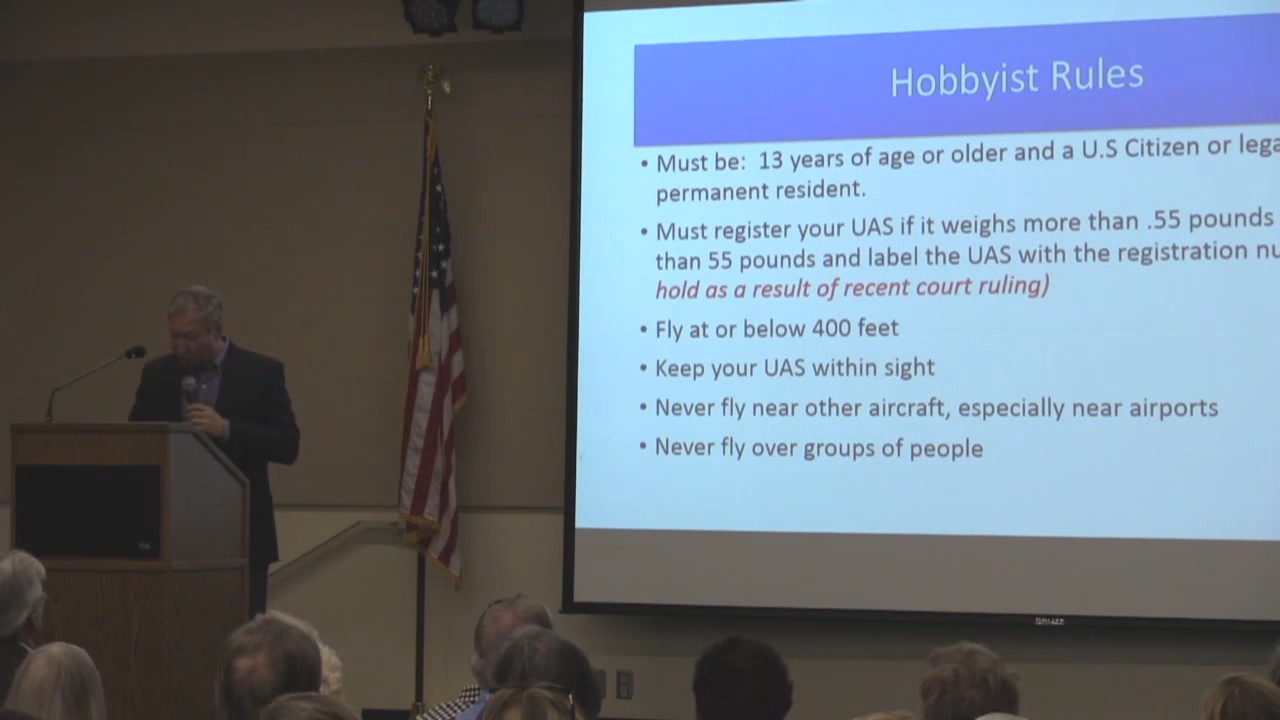 Hobbyist Rules
• Must be: 13 years of age or older and a U.S Citizen or lega
permanent resident.
• Must register your UAS if it weighs more than .55 pounds
than 55 pounds and label the UAS with the registration nu
hold as a result of recent court ruling)
• Fly at or below 400 feet
• Keep your UAS within sight
• Never fly near other aircraft, especially near airports
• Never fly over groups of people